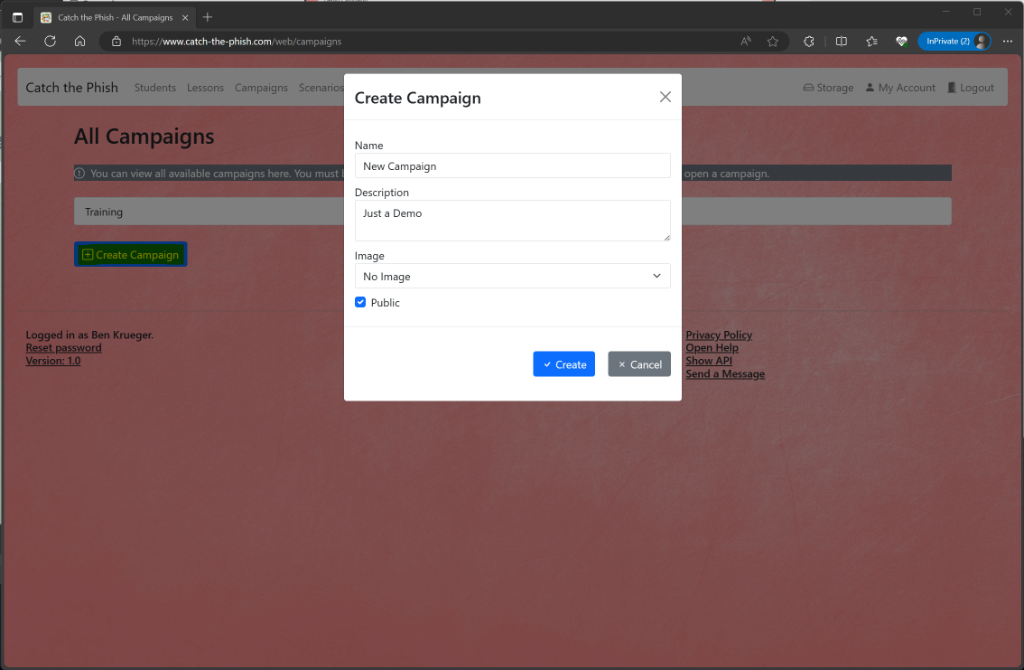 Catch the Phish - All Campaigns
https://www.catch-the-phish.com/web/campaigns
InPrivate (2)
Catch the Phish Students Lessons Campaigns Scenarios Storage My Account Logout
All Campaigns
You can view all available campaigns here. You must open a campaign.
Training
Create Campaign
Create Campaign
Name
New Campaign
Description
Just a Demo
Image
No Image
Public
Create Cancel
Logged in as Ben Krueger.
Reset password
Version: 1.0
Privacy Policy
Open Help
Show API
Send a Message